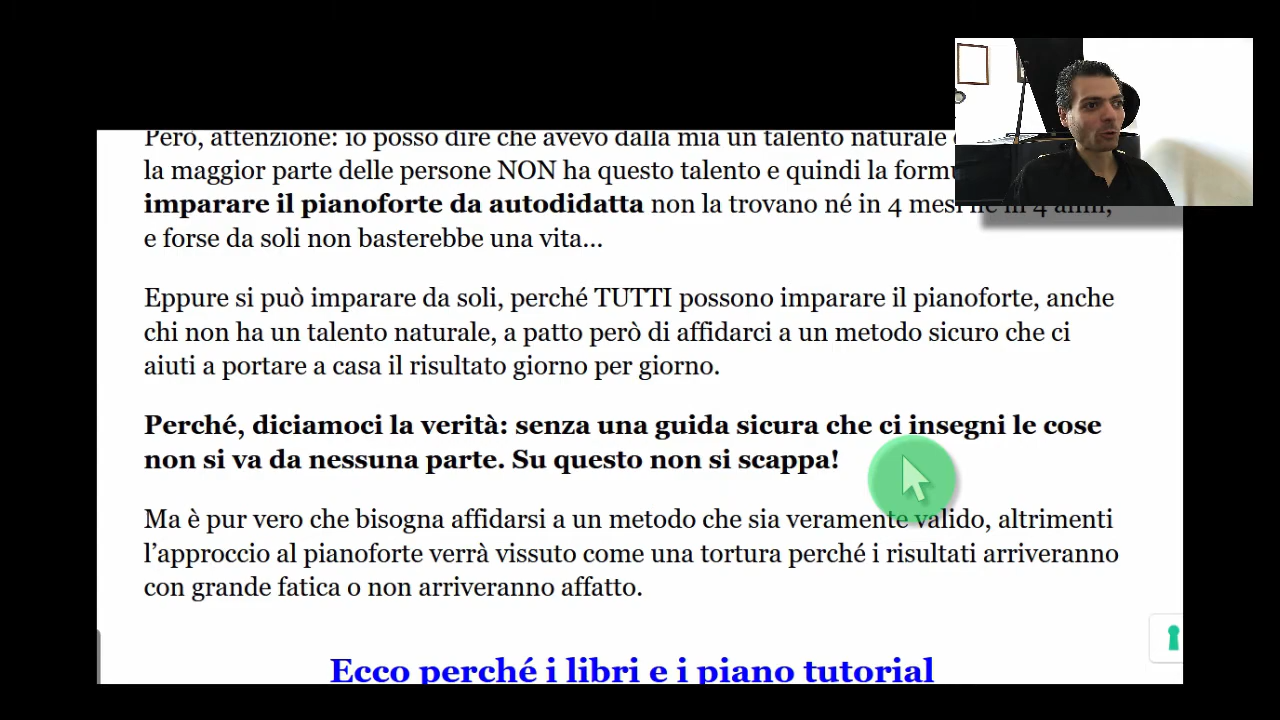 Però, attenzione: io posso dire che avevo dalla mia un talento naturale
la maggior parte delle persone NON ha questo talento e quindi la
imparare il pianoforte da autodidatta non la trovano né in 4 mesi né in 4 anni,
e forse da soli non basterebbe una vita...
Eppure si può imparare da soli, perché TUTTI possono imparare il pianoforte, anche
chi non ha un talento naturale, a patto però di affidarci a un metodo sicuro che ci
aiuti a portare a casa il risultato giorno per giorno.
Perché, diciamoci la verità: senza una guida sicura che ci insegni le cose
non si va da nessuna parte. Su questo non si scappa!
Ma è pur vero che bisogna affidarsi a un metodo che sia veramente valido, altrimenti
l’approccio al pianoforte verrà vissuto come una tortura perché i risultati arriveranno
con grande fatica o non arriveranno affatto.
Ecco perché i libri e i piano tutorial